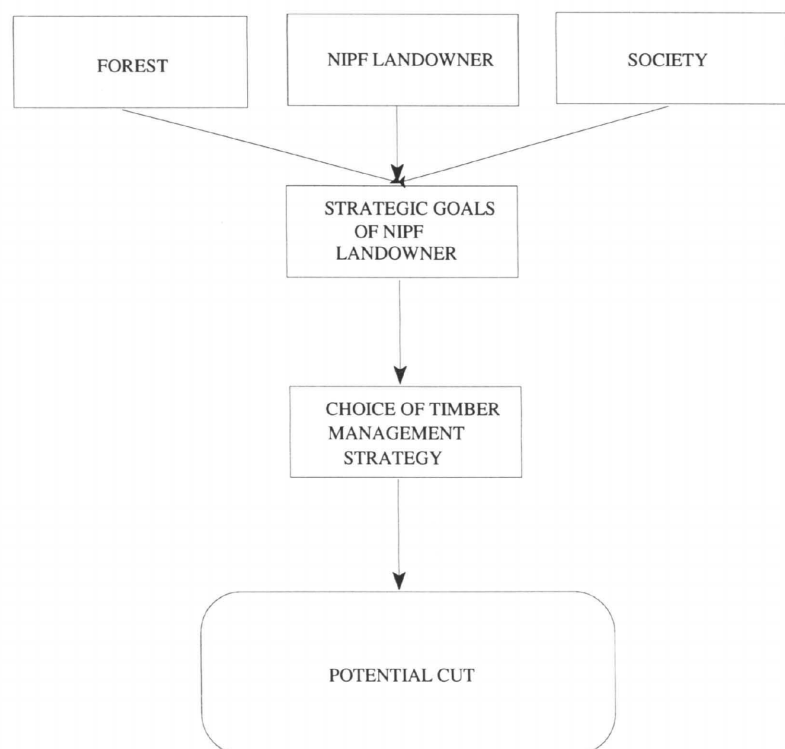 FOREST
NIPF LANDOWNER
SOCIETY
STRATEGIC GOALS
OF NIPF
LANDOWNER
CHOICE OF TIMBER
MANAGEMENT
STRATEGY
POTENTIAL CUT